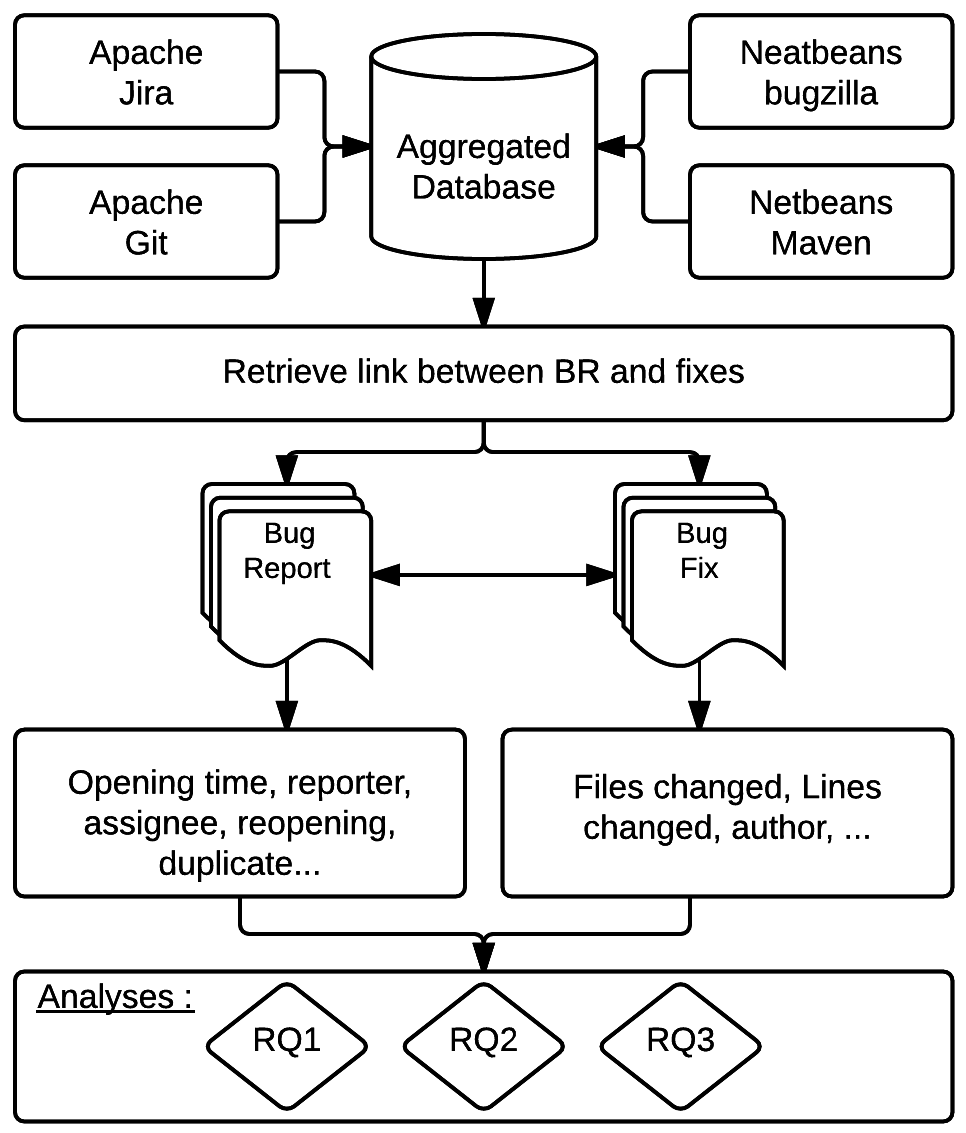 Apache
Jira
Neatbeans
bugzilla
Aggregated
Database
Apache
Git
Netbeans
Maven
Retrieve link between BR and fixes
Bug
Report
Bug
Fix
Opening time, reporter,
assignee, reopening,
duplicate...
Files changed, Lines
changed, author, ...
Analyses :
RQ1
RQ2
RQ3